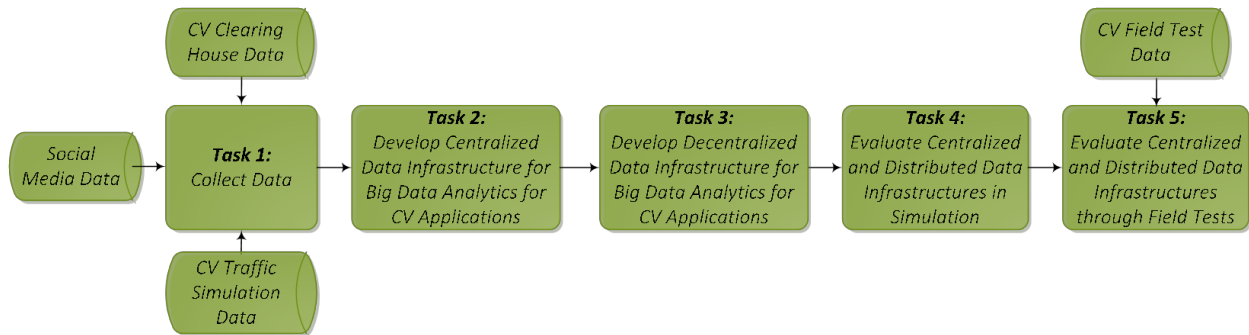 CV Clearing
House Data
CV Field Test
Data
Social
Media Data
Task 1:
Collect Data
Task 2:
Develop Centralized
Data Infrastructure for
Big Data Analytics for
CV Applications
Task 3:
Develop Decentralized
Data Infrastructure for
Big Data Analytics for
CV Applications
Task 4:
Evaluate Centralized
and Distributed Data
Infrastructures in
Simulation
Task 5:
Evaluate Centralized
and Distributed Data
Infrastructures
through Field Tests
CV Traffic
Simulation
Data